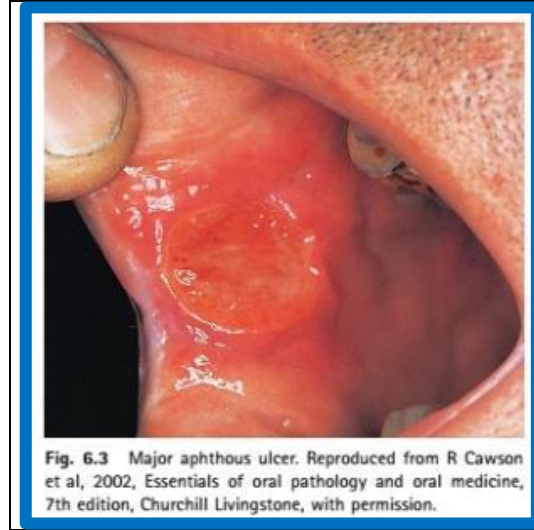 Fig. 6.3 Major aphthous ulcer. Reproduced from R Cawson
et al, 2002, Essentials of oral pathology and oral medicine,
7th edition, Churchill Livingstone, with permission.